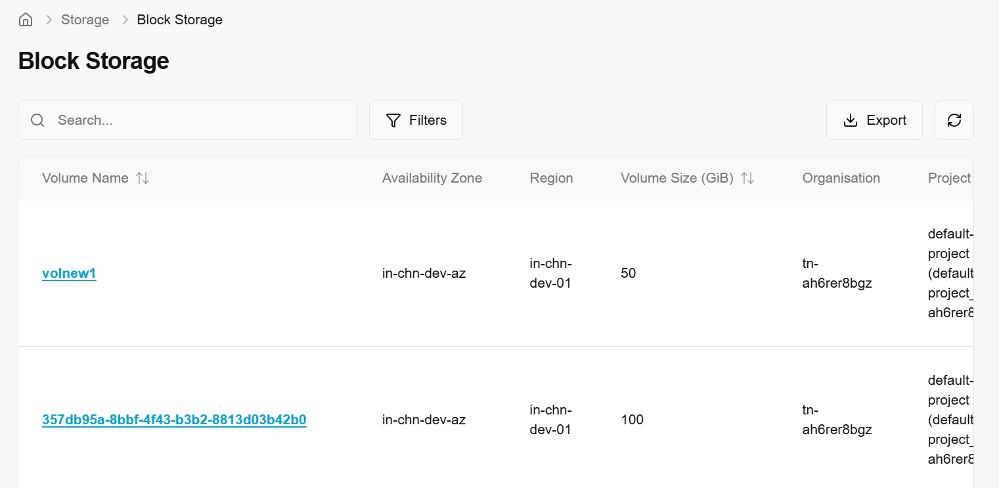 Storage > Block Storage
Block Storage
Search...
Filters
Export
Volume Name
Availability Zone
Region
Volume Size (GiB)
Organisation
Project
volnew1
in-chn-dev-az
in-chn-
dev-01
50
tn-
ah6rer8bgz
default-
project
(default
project_
ah6rer8
357db95a-8bbf-4f43-b3b2-8813d03b42b0
in-chn-dev-az
in-chn-
dev-01
100
tn-
ah6rer8bgz
default-
project
(default
project_
ah6rer8